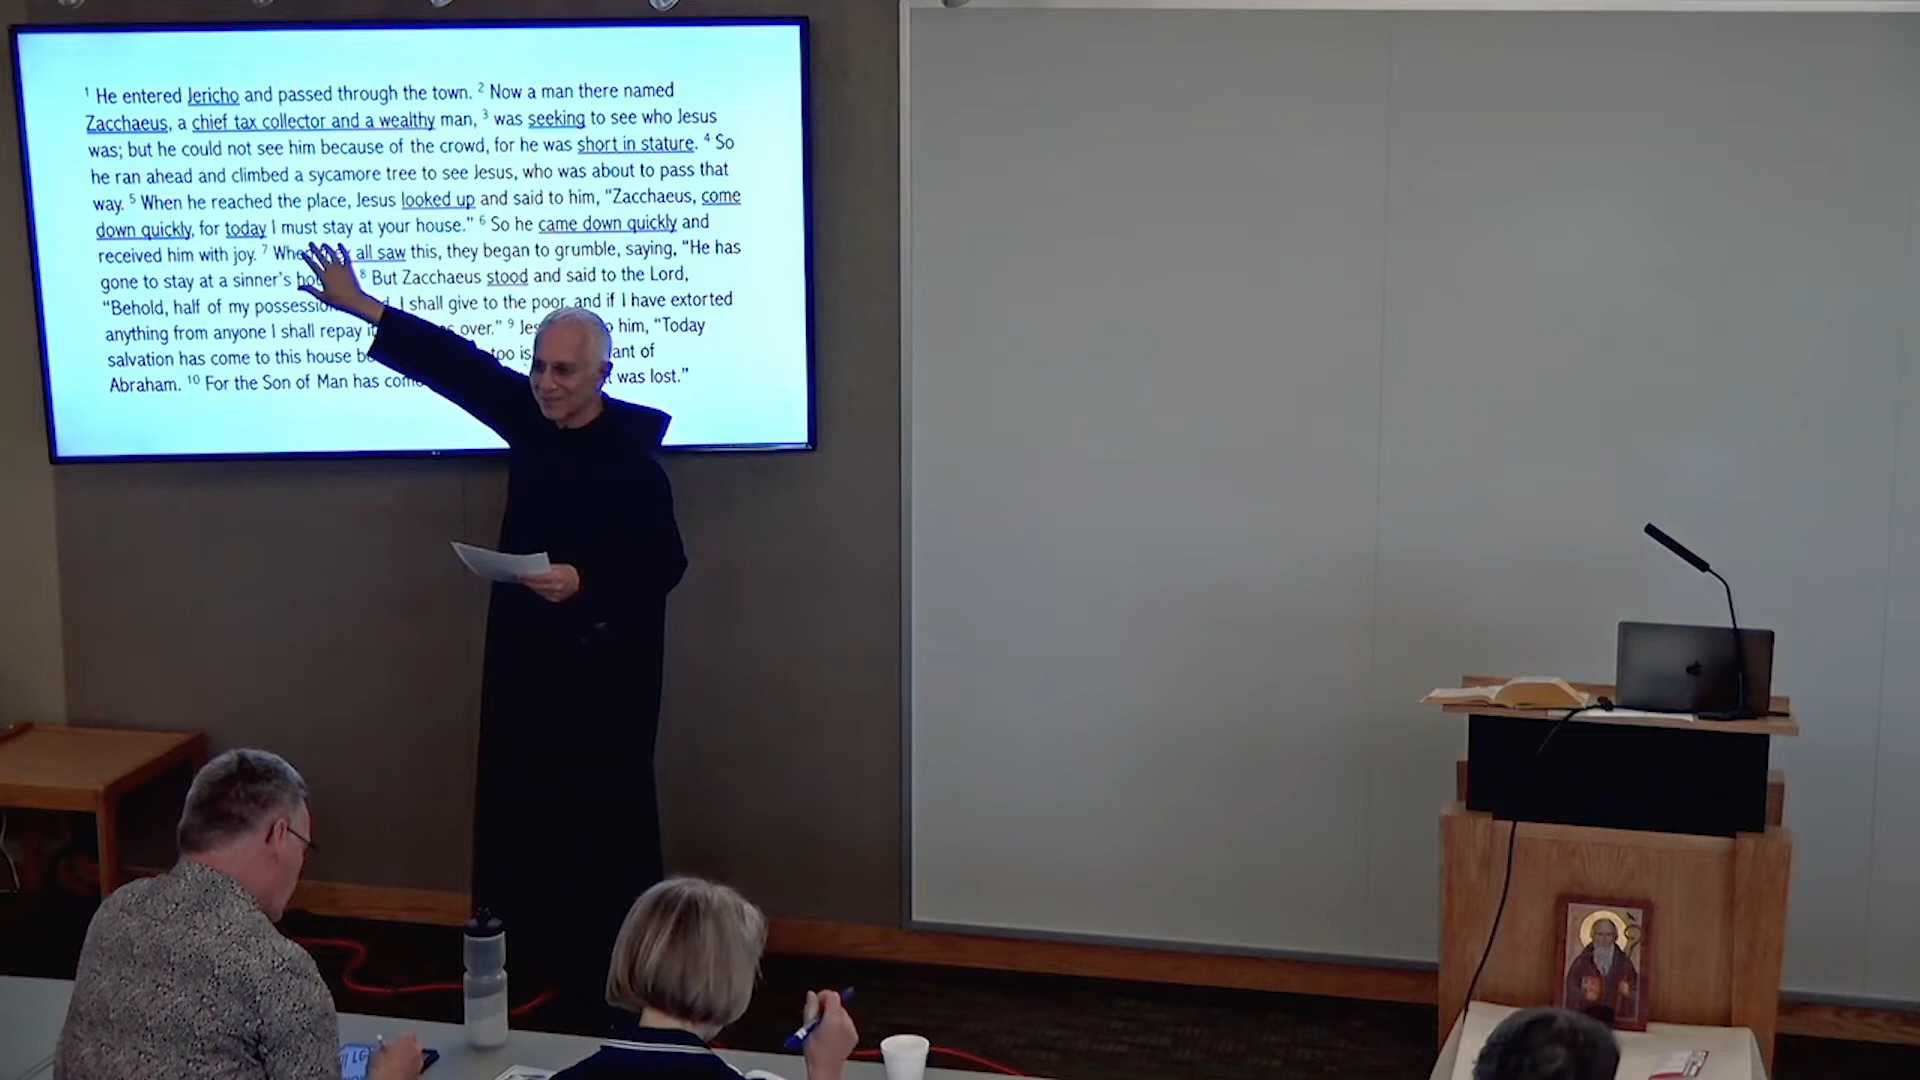 ¹ He entered Jericho and passed through the town. ² Now a man there named
Zacchaeus, a chief tax collector and a wealthy man, ³ was seeking to see who Jesus
was; but he could not see him because of the crowd, for he was short in stature. ⁴ So
he ran ahead and climbed a sycamore tree to see Jesus, who was about to pass that
way. ⁵ When he reached the place, Jesus looked up and said to him, “Zacchaeus, come
down quickly, for today I must stay at your house.” ⁶ So he came down quickly and
received him with joy. ⁷ When all saw this, they began to grumble, saying, “He has
gone to stay at a sinner’s ⁸ But Zacchaeus stood and said to the Lord,
“Behold, half of my I shall give to the poor, and if I have extorted
anything from anyone I shall repay over.” ⁹ him, “Today
salvation has come to this house too is of
Abraham. ¹⁰ For the Son of Man has was lost.”